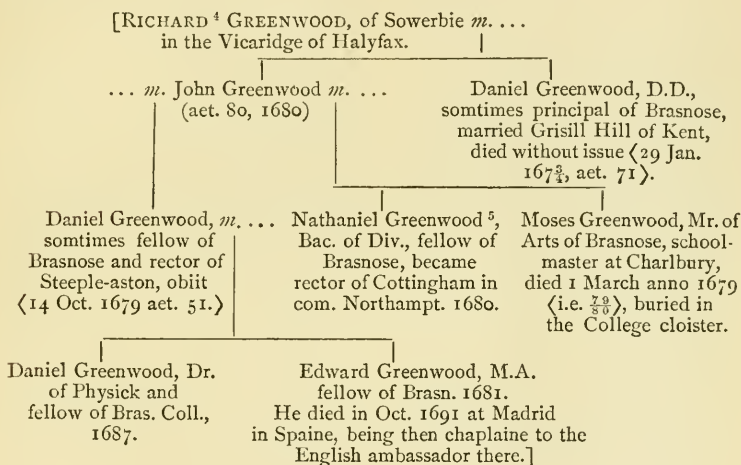 [RICHARD ⁴ GREENWOOD, of Sowerbie m. . . .
in the Vicaridge of Halyfax.
. . . m. John Greenwood m. . . .
(aet. 80, 1680)
Daniel Greenwood, D.D.,
somtimes principal of Brasnose,
married Grisill Hill of Kent,
died without issue ⟨29 Jan.
167¾, aet. 71⟩.
Daniel Greenwood, m. . . .
somtimes fellow of
Brasnose and rector of
Steeple-aston, obiit
⟨14 Oct. 1679 aet. 51.⟩
Nathaniel Greenwood ⁵,
Bac. of Div., fellow of
Brasnose, became
rector of Cottingham in
com. Northampt. 1680.
Moses Greenwood, Mr. of
Arts of Brasnose, school-
master at Charlbury,
died 1 March anno 1679
⟨i.e. 79/80⟩, buried in
the College cloister.
Daniel Greenwood, Dr.
of Physick and
fellow of Bras. Coll.,
1687.
Edward Greenwood, M.A.
fellow of Brasn. 1681.
He died in Oct. 1691 at Madrid
in Spaine, being then chaplaine to the
English ambassador there.]